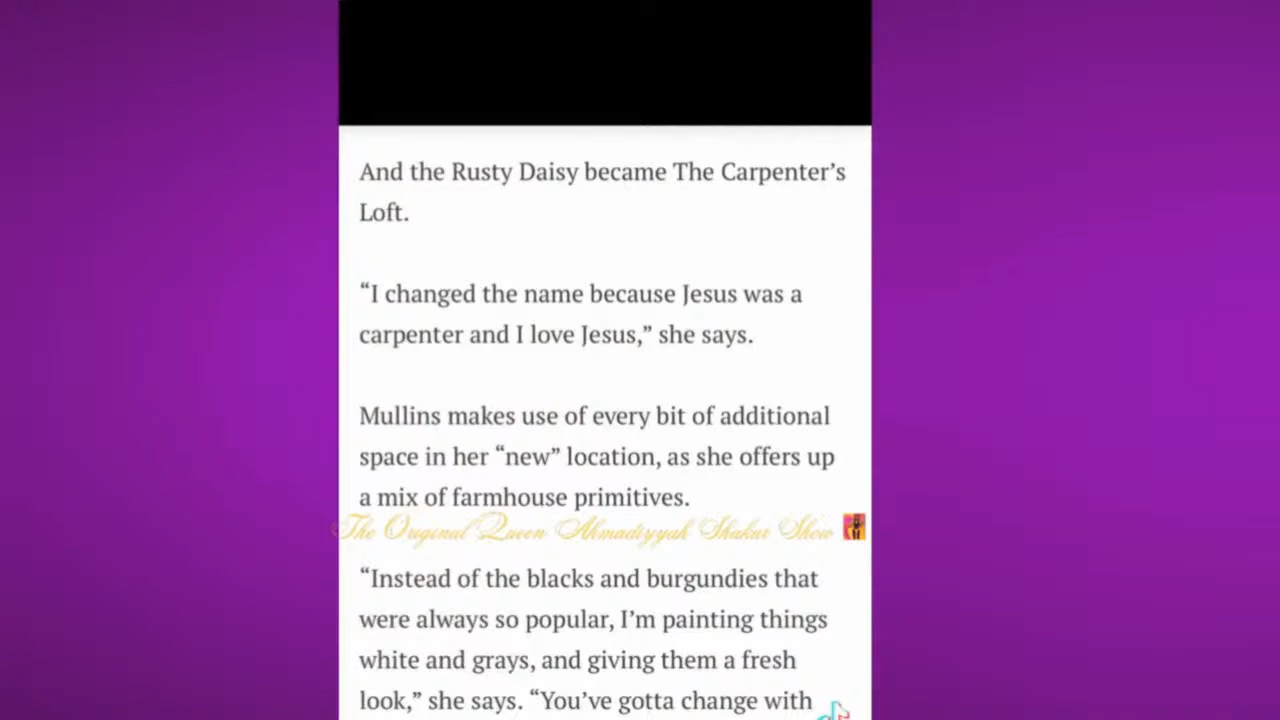 And the Rusty Daisy became The Carpenter’s
Loft.
“I changed the name because Jesus was a
carpenter and I love Jesus,” she says.
Mullins makes use of every bit of additional
space in her “new” location, as she offers up
a mix of farmhouse primitives.
The Original Queen Ahmadiyyah Shakur Show
“Instead of the blacks and burgundies that
were always so popular, I’m painting things
white and grays, and giving them a fresh
look,” she says. “You’ve gotta change with